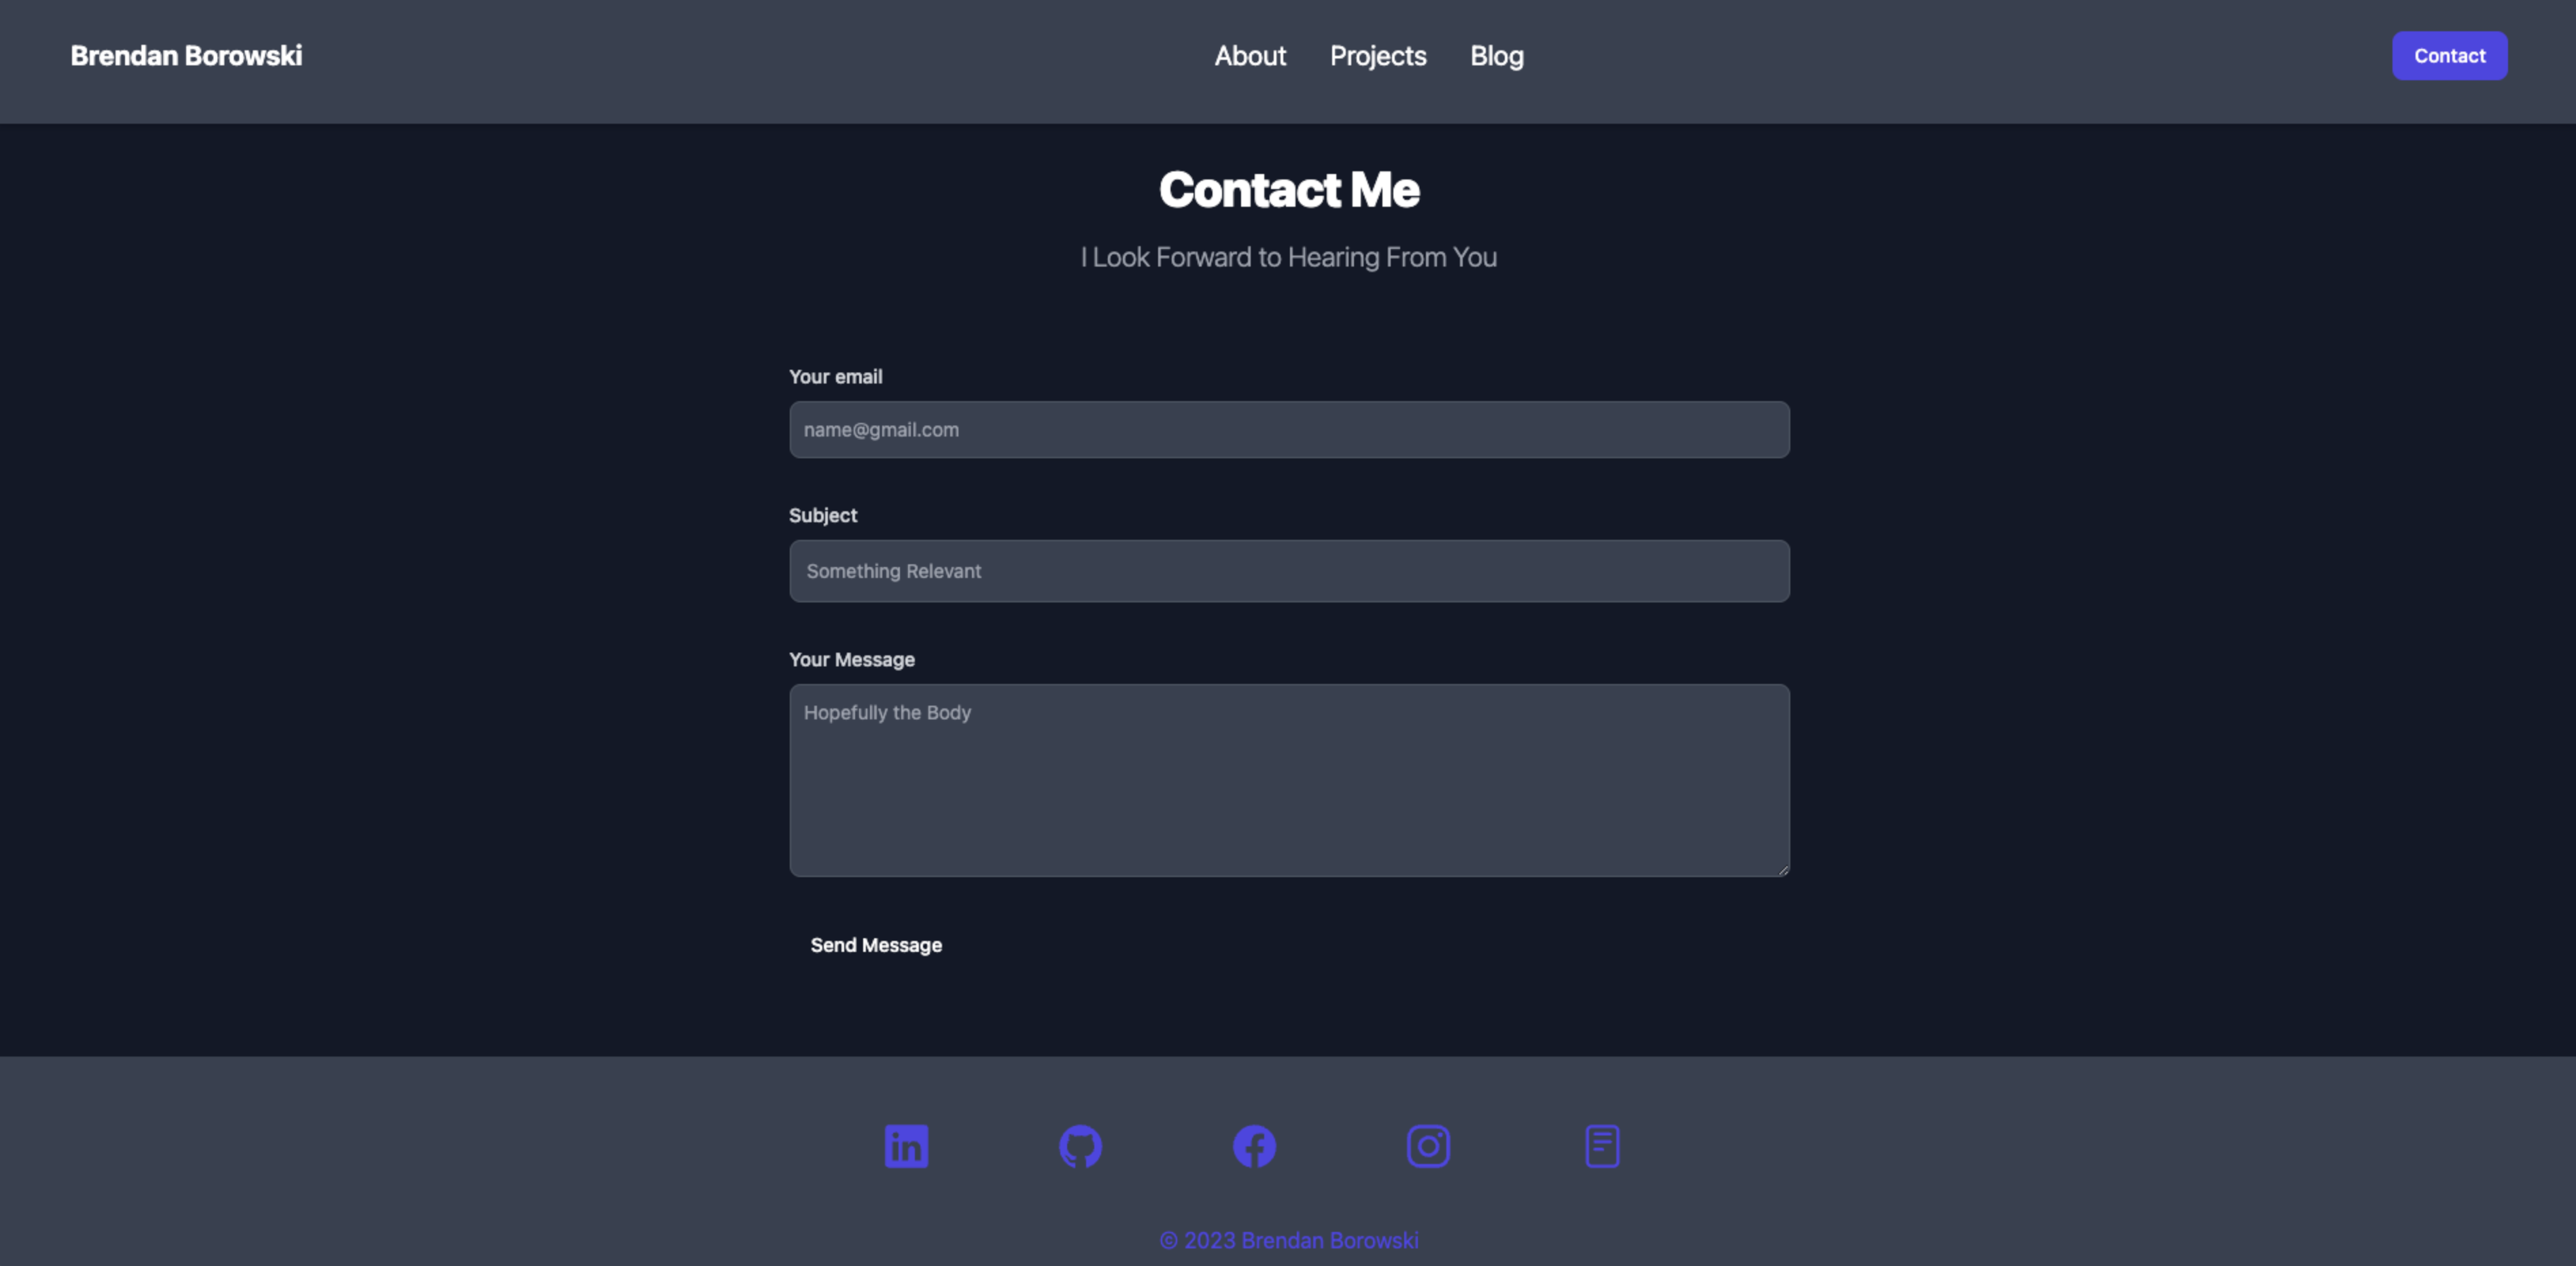 Brendan Borowski
About
Projects
Blog
Contact
Contact Me
I Look Forward to Hearing From You
Your email
name@gmail.com
Subject
Something Relevant
Your Message
Hopefully the Body
Send Message
in
© 2023 Brendan Borowski